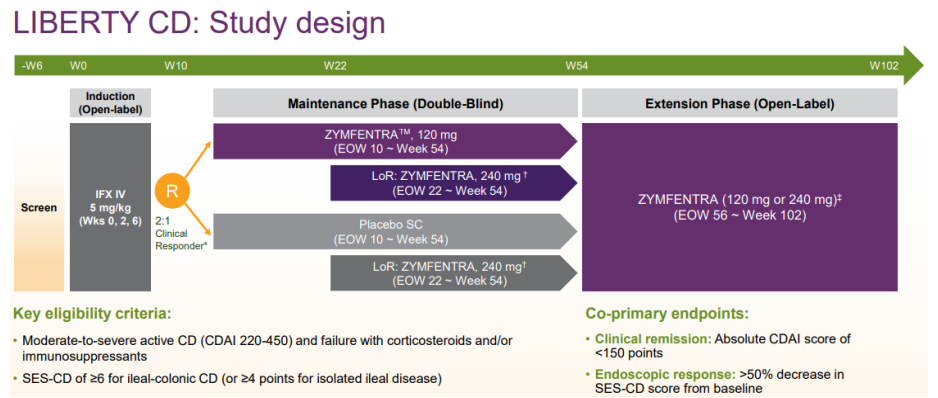 LIBERTY CD: Study design
-W6 W0 W10 W22 W54 W102
Induction
(Open-label)
Maintenance Phase (Double-Blind)
Extension Phase (Open-Label)
Screen
IFX IV
5 mg/kg
(Wks 0, 2, 6)
R
2:1
Clinical
Responder*
ZYMFENTRA™, 120 mg
(EOW 10 ~ Week 54)
LoR: ZYMFENTRA, 240 mg †
(EOW 22 ~ Week 54)
Placebo SC
(EOW 10 ~ Week 54)
LoR: ZYMFENTRA, 240 mg†
(EOW 22 ~ Week 54)
ZYMFENTRA (120 mg or 240 mg)‡
(EOW 56 ~ Week 102)
Key eligibility criteria:
• Moderate-to-severe active CD (CDAI 220-450) and failure with corticosteroids and/or
immunosuppressants
• SES-CD of ≥6 for ileal-colonic CD (or ≥4 points for isolated ileal disease)
Co-primary endpoints:
• Clinical remission: Absolute CDAI score of
<150 points
• Endoscopic response: >50% decrease in
SES-CD score from baseline